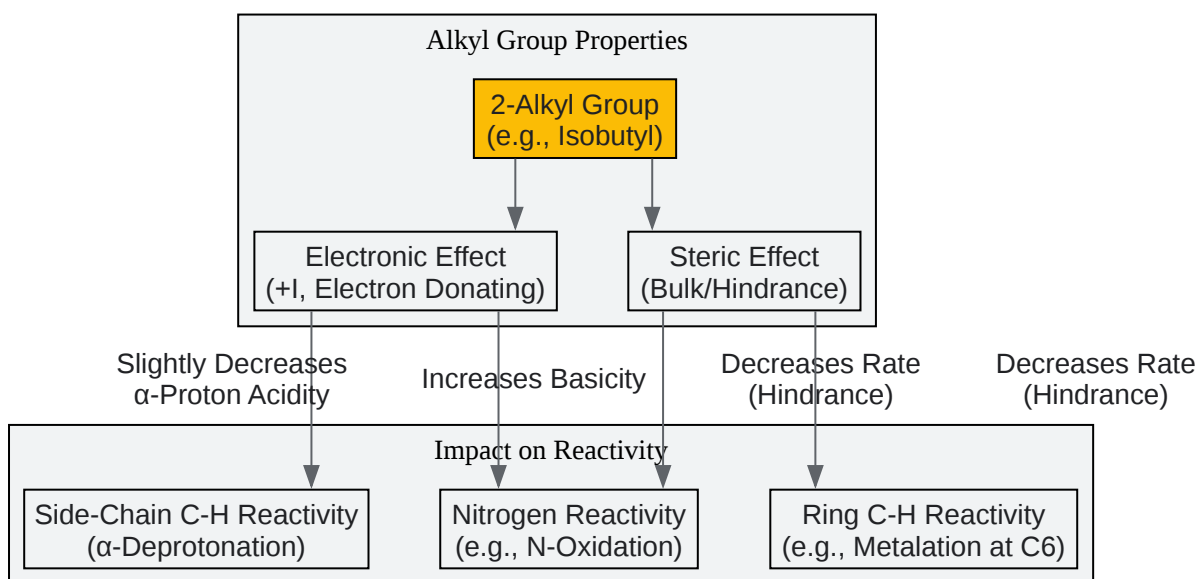 Alkyl Group Properties
2-Alkyl Group
(e.g., Isobutyl)
Electronic Effect
(+I, Electron Donating)
Steric Effect
(Bulk/Hindrance)
Slightly Decreases
α-Proton Acidity
Increases Basicity
Decreases Rate
(Hindrance)
Decreases Rate
(Hindrance)
Impact on Reactivity
Side-Chain C-H Reactivity
(α-Deprotonation)
Nitrogen Reactivity
(e.g., N-Oxidation)
Ring C-H Reactivity
(e.g., Metalation at C6)